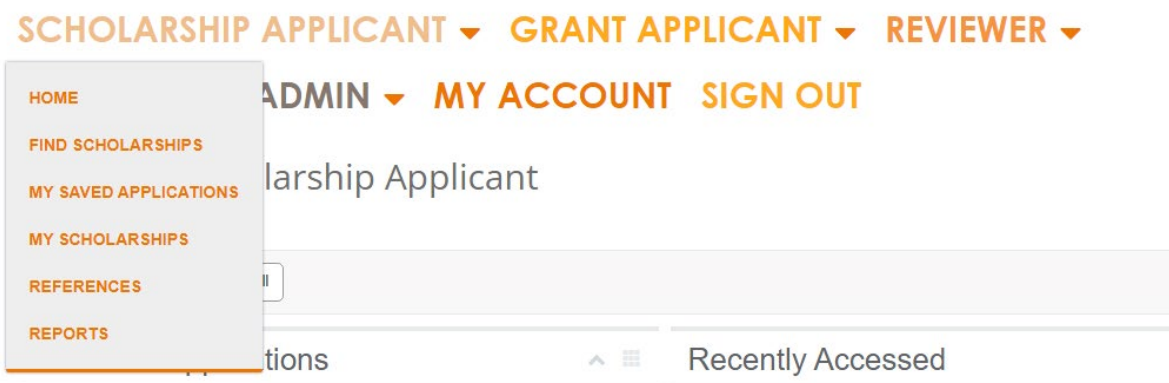 SCHOLARSHIP APPLICANT GRANT APPLICANT REVIEWER
ADMIN MY ACCOUNT SIGN OUT
HOME
FIND SCHOLARSHIPS
MY SAVED APPLICATIONS
MY SCHOLARSHIPS
REFERENCES
REPORTS
larship Applicant
tions
Recently Accessed